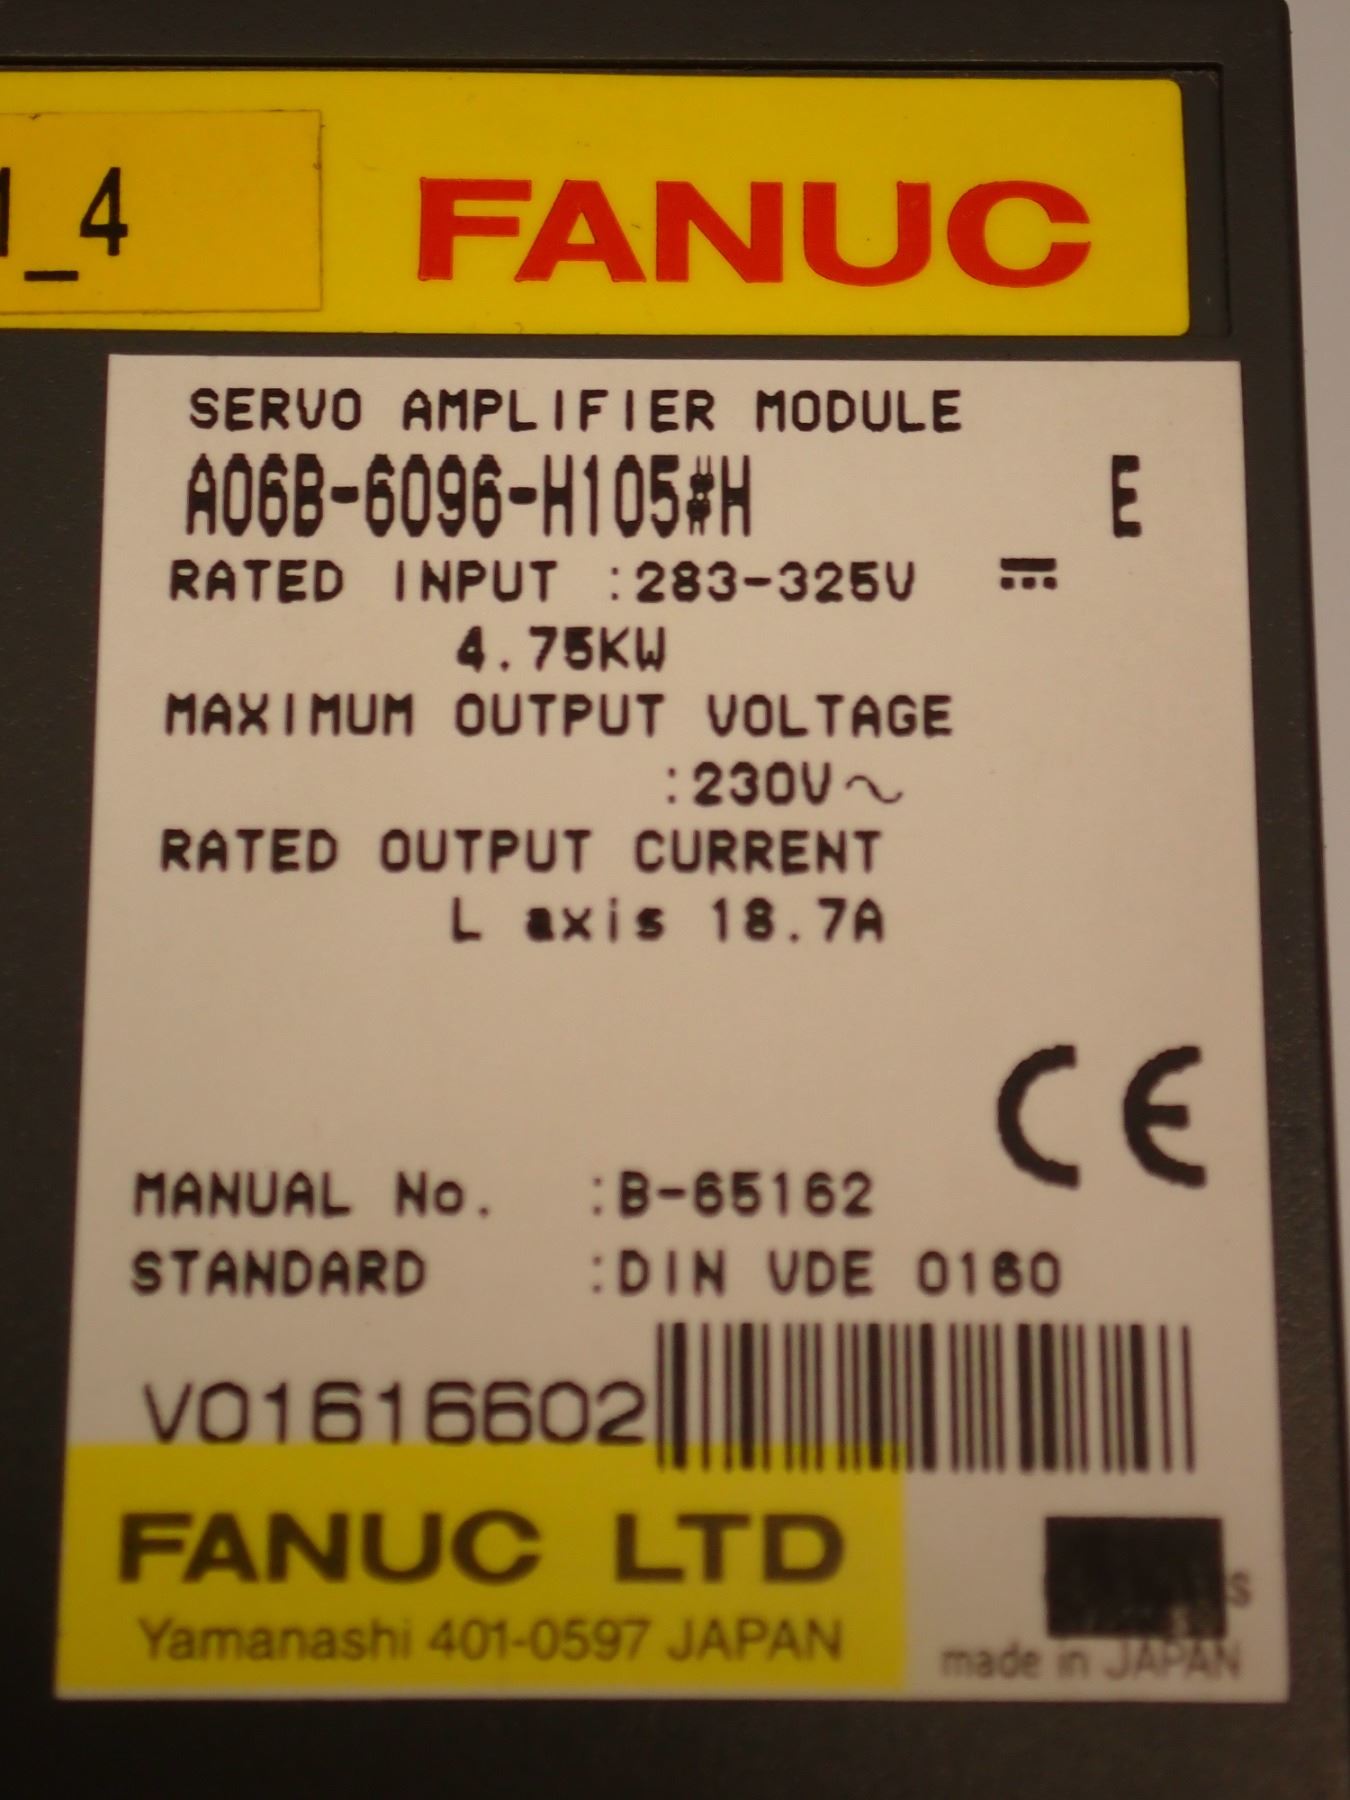 1_4
FANUC
SERVO AMPLIFIER MODULE
A06B-6096-H105#H E
RATED INPUT :283-325V ⎓
4.75KW
MAXIMUM OUTPUT VOLTAGE
:230V～
RATED OUTPUT CURRENT
L axis 18.7A
CE
MANUAL No. :B-65162
STANDARD :DIN VDE 0160
V01616602
FANUC LTD
Yamanashi 401-0597 JAPAN
made in JAPAN